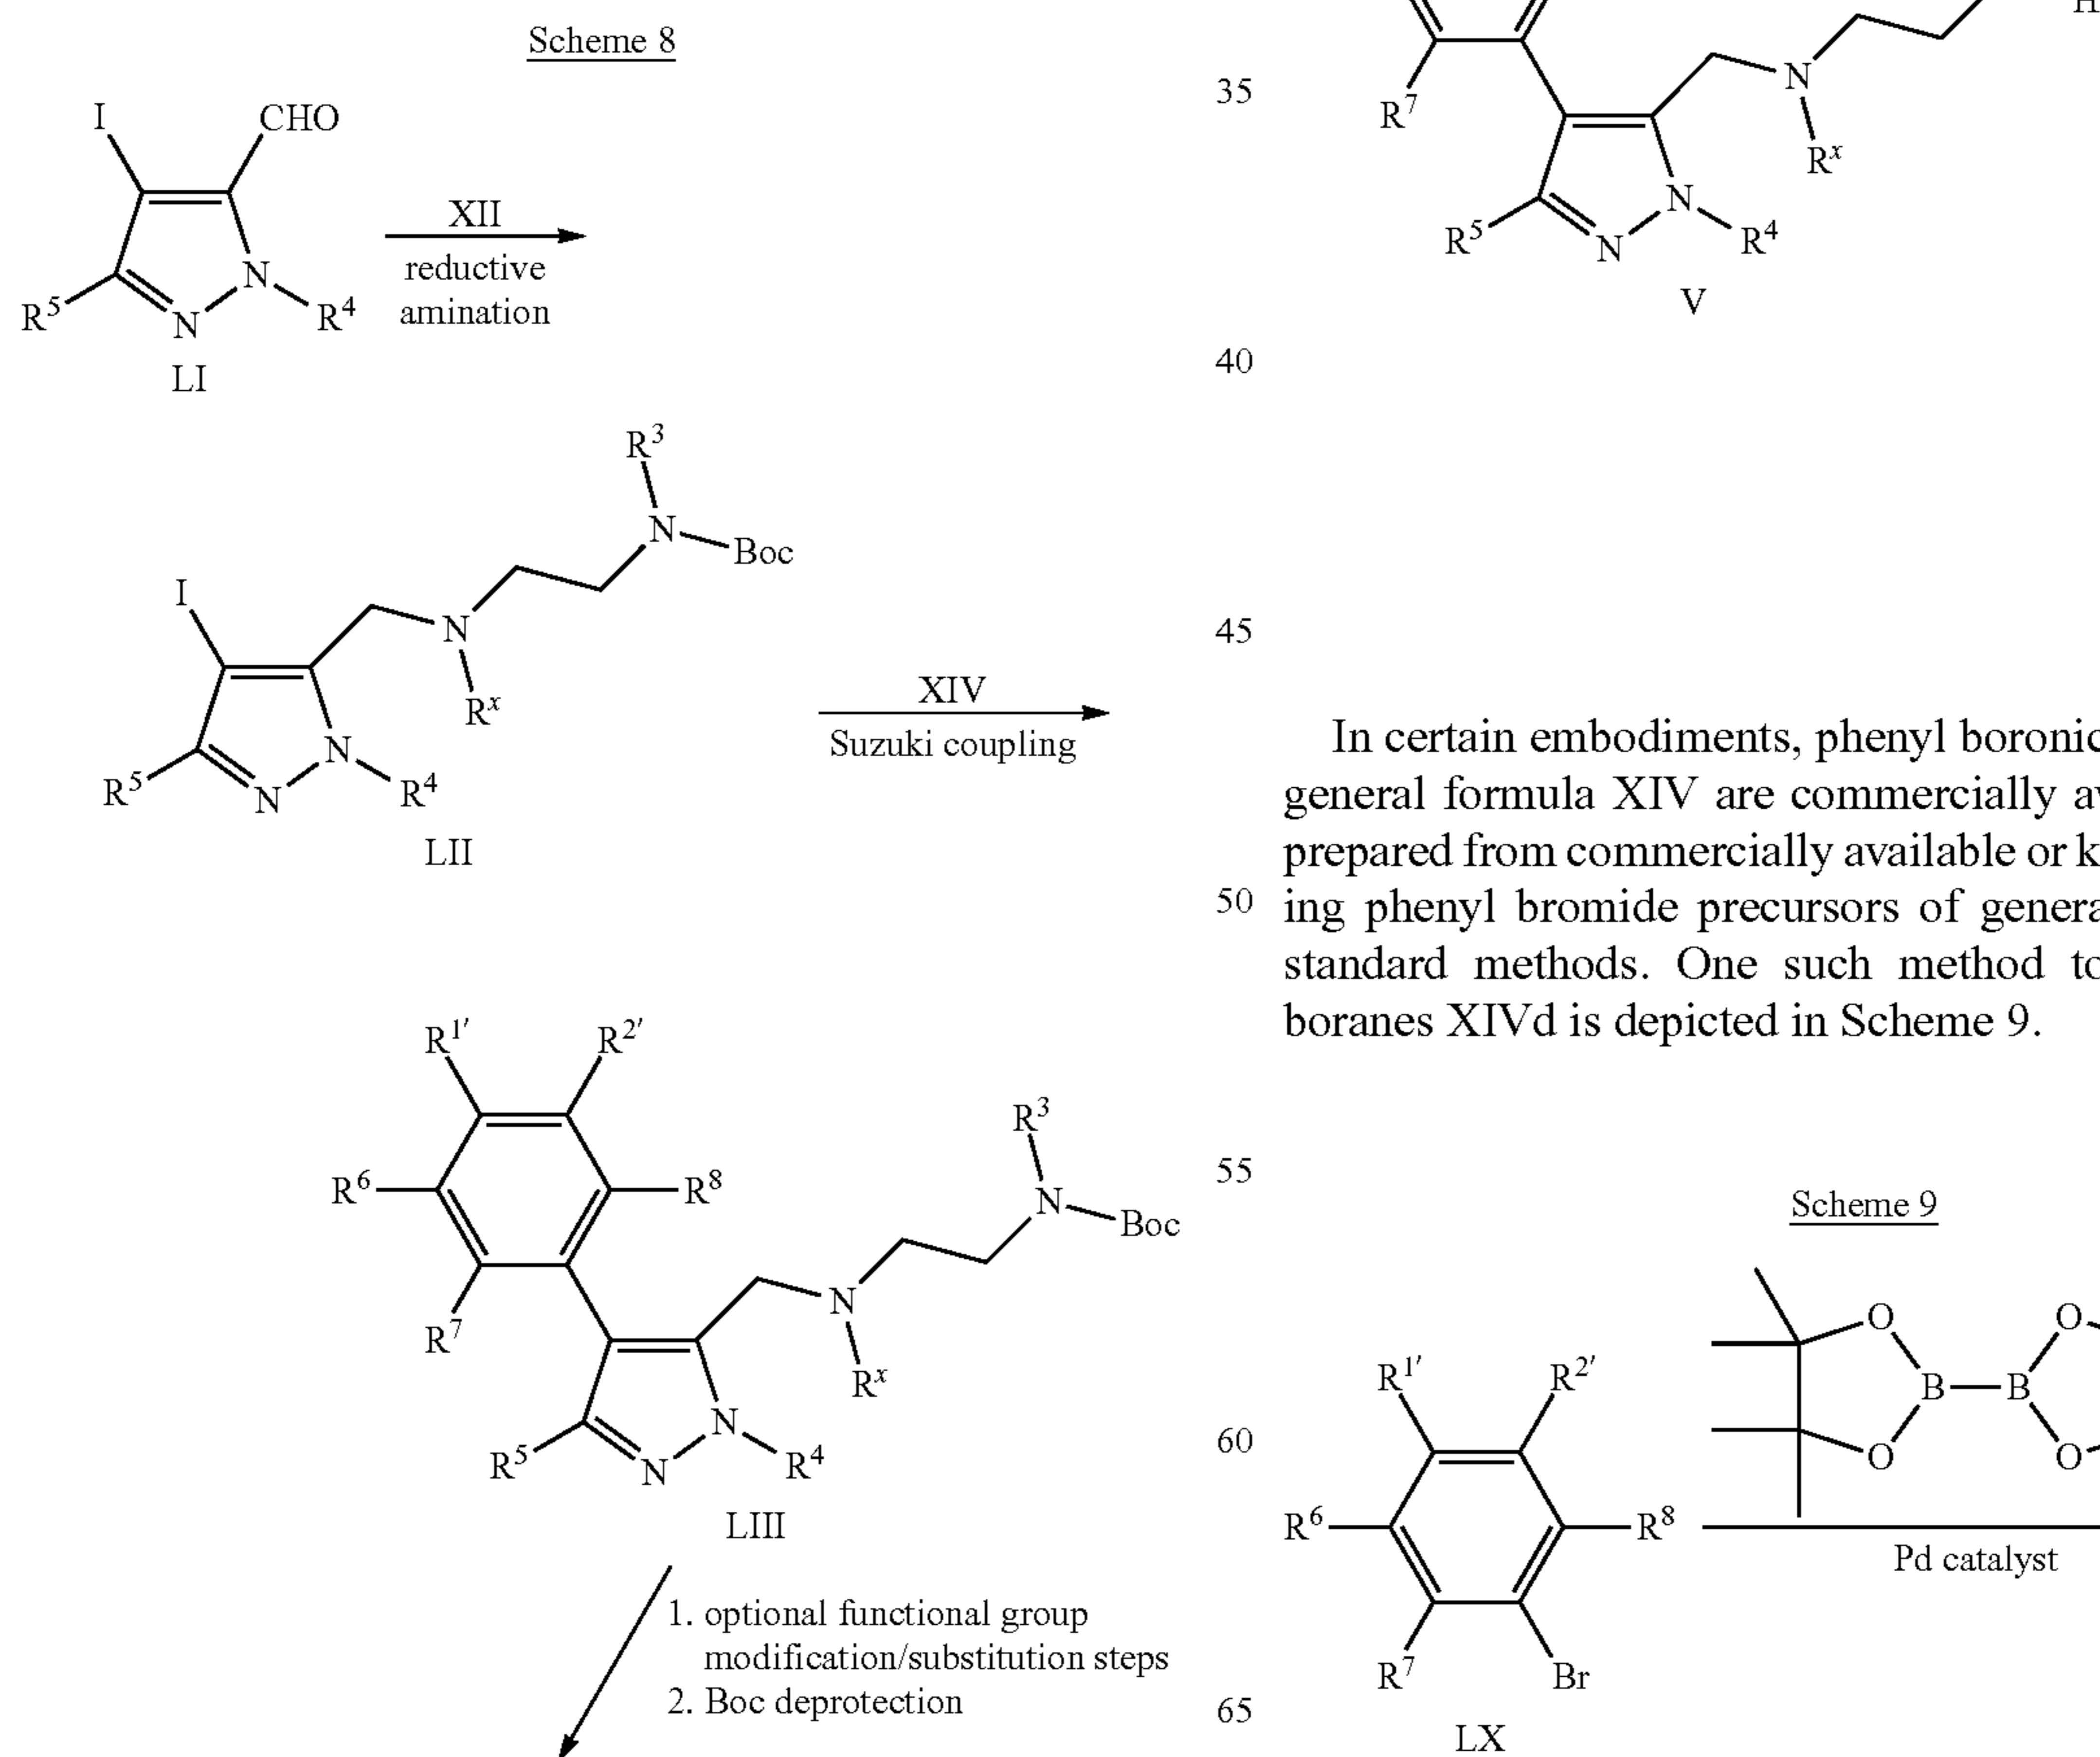 Scheme 8
I
CHO
R5
N
N
R4
LI
XII
reductive
amination
R3
N
Boc
I
N
Rx
R5
N
N
R4
LII
XIV
Suzuki coupling
R1′
R2′
R6
R8
R7
R3
N
Boc
N
Rx
R5
N
N
R4
LIII
1. optional functional group
modification/substitution steps
2. Boc deprotection
35
40
45
50
55
60
65
R7
N
Rx
R5
N
N
R4
V
In certain embodiments, phenyl boronic
general formula XIV are commercially
prepared from commercially available or
ing phenyl bromide precursors of
standard methods. One such method
boranes XIVd is depicted in Scheme 9.
Scheme 9
R1′
R2′
R6
R8
R7
Br
LX
O
O
B
B
O
O
Pd catalyst